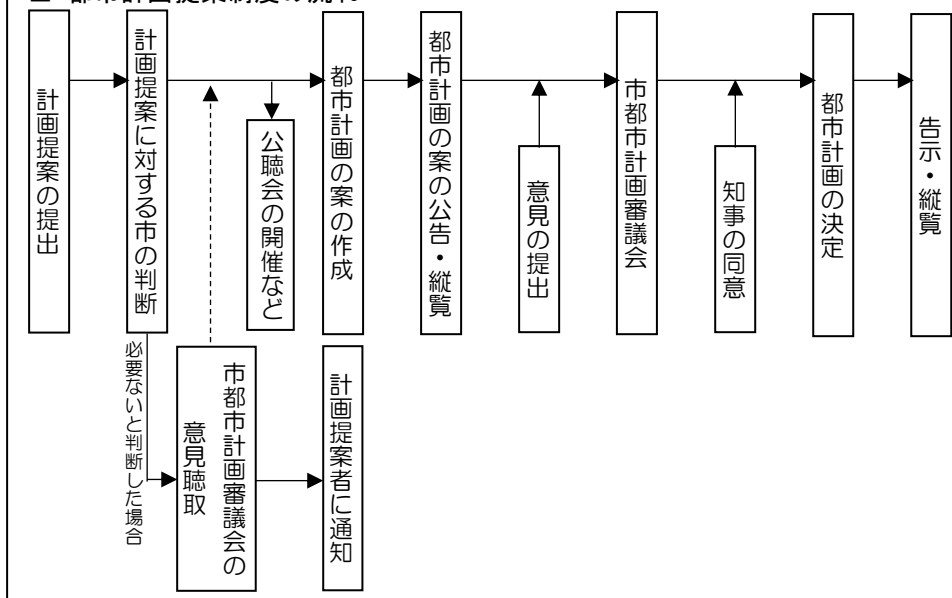 計画提案の提出
計画提案に対する市の判断
公聴会の開催など
都市計画の案の作成
都市計画の案の公告・縦覧
意見の提出
市都市計画審議会
知事の同意
都市計画の決定
告示・縦覧
必要ないと判断した場合
市都市計画審議会の
意見聴取
計画提案者に通知